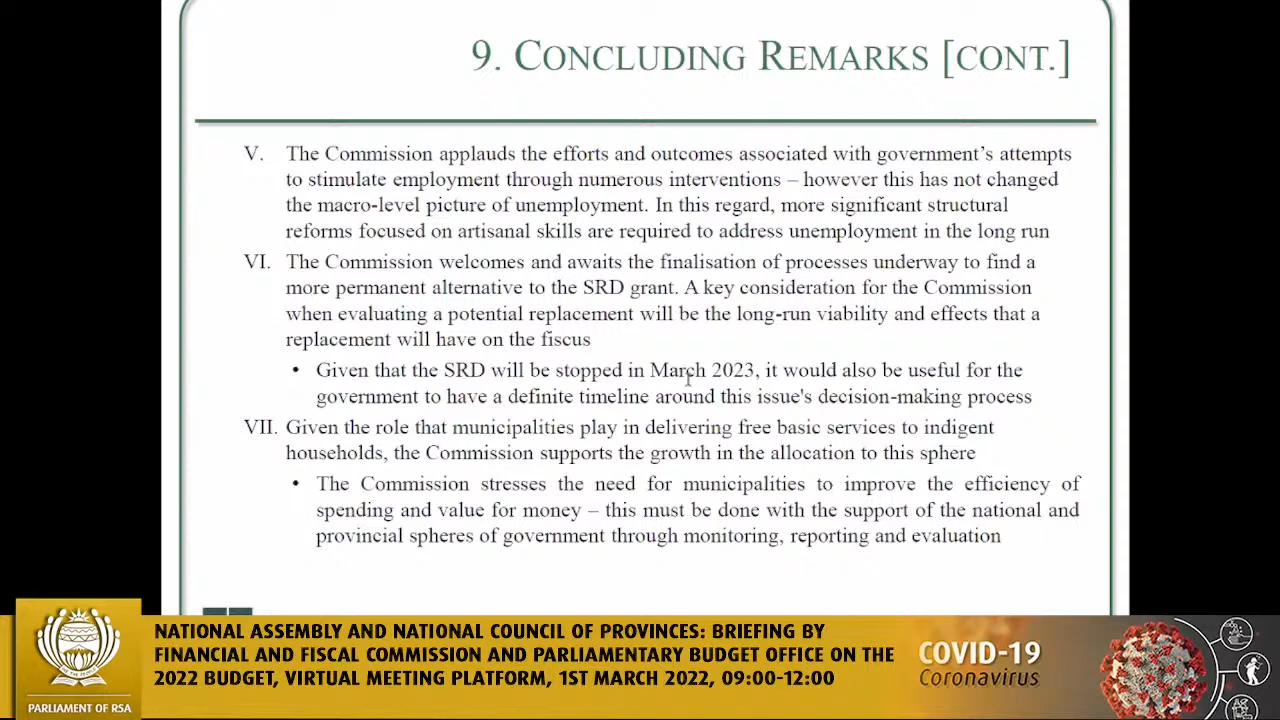 9. CONCLUDING REMARKS [CONT.]
V. The Commission applauds the efforts and outcomes associated with government's attempts
to stimulate employment through numerous interventions – however this has not changed
the macro-level picture of unemployment. In this regard, more significant structural
reforms focused on artisanal skills are required to address unemployment in the long run
VI. The Commission welcomes and awaits the finalisation of processes underway to find a
more permanent alternative to the SRD grant. A key consideration for the Commission
when evaluating a potential replacement will be the long-run viability and effects that a
replacement will have on the fiscus
• Given that the SRD will be stopped in March 2023, it would also be useful for the
government to have a definite timeline around this issue's decision-making process
VII. Given the role that municipalities play in delivering free basic services to indigent
households, the Commission supports the growth in the allocation to this sphere
• The Commission stresses the need for municipalities to improve the efficiency of
spending and value for money – this must be done with the support of the national and
provincial spheres of government through monitoring, reporting and evaluation
NATIONAL ASSEMBLY AND NATIONAL COUNCIL OF PROVINCES: BRIEFING BY
FINANCIAL AND FISCAL COMMISSION AND PARLIAMENTARY BUDGET OFFICE ON THE
2022 BUDGET, VIRTUAL MEETING PLATFORM, 1ST MARCH 2022, 09:00-12:00
PARLIAMENT OF RSA
COVID-19
Coronavirus